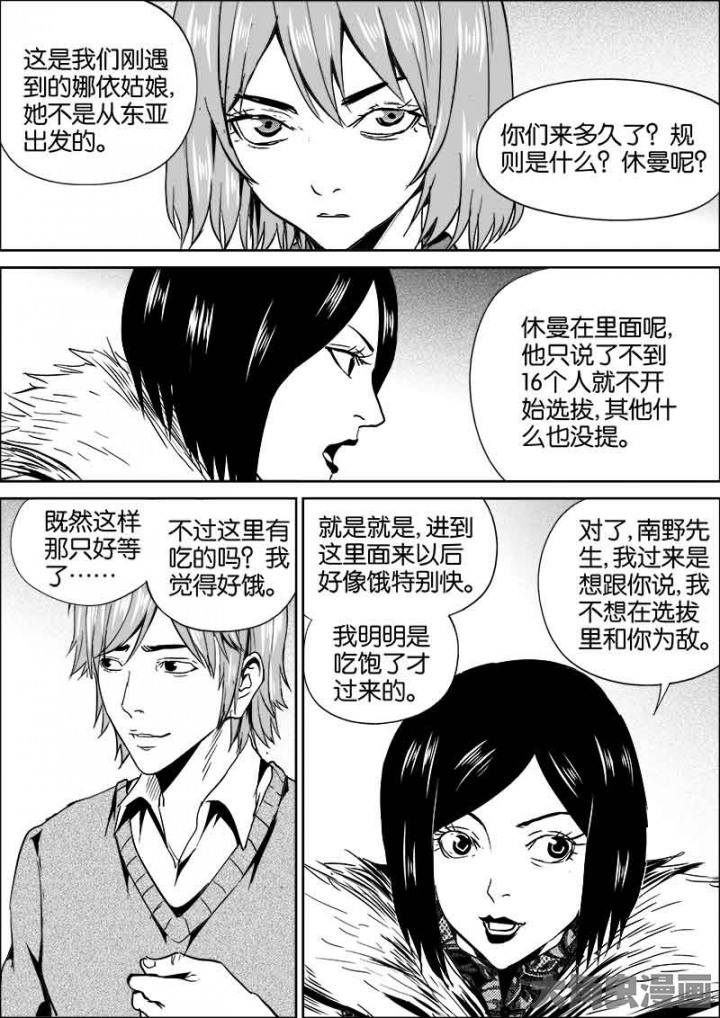 这是我们刚遇
到的娜依姑娘,
她不是从东亚
出发的。
你们来多久了?规
则是什么?休曼呢?
休曼在里面呢,
他只说了不到
16个人就不开
始选拔,其他什
么也没提。
既然这样
那只好等
了……
不过这里有
吃的吗?我
觉得好饿。
就是就是,进到
这里面来以后
好像饿特别快。
我明明是
吃饱了才
过来的。
对了,南野先
生,我过来是
想跟你说,我
不想在选拔
里和你为敌。